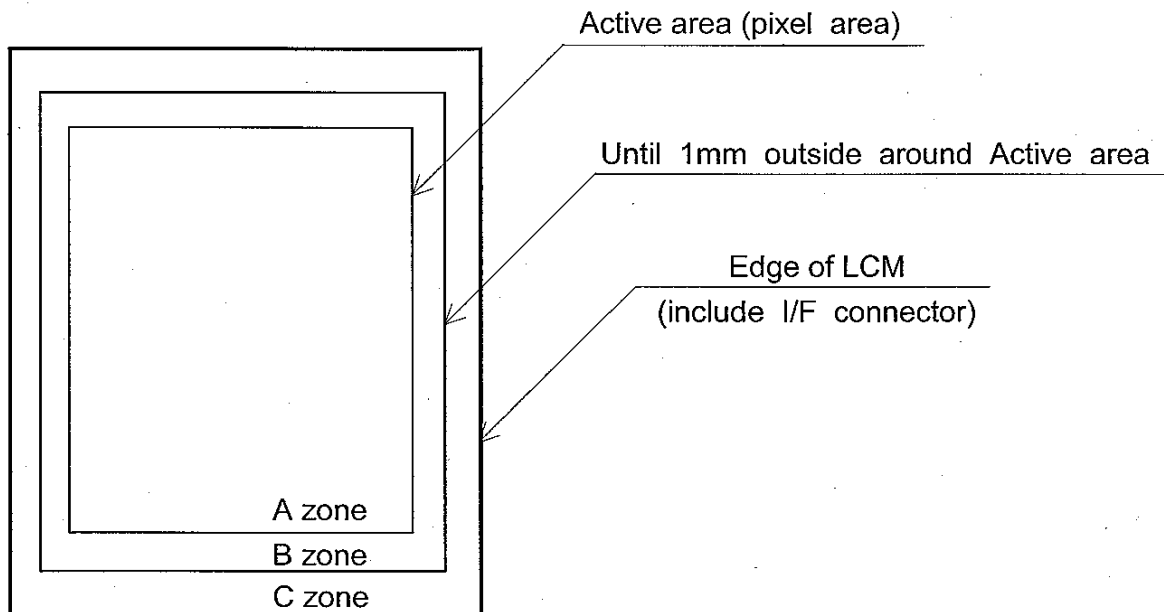 Active area (pixel area)
Until 1mm outside around Active area
Edge of LCM
(include I/F connector)
A zone
B zone
C zone